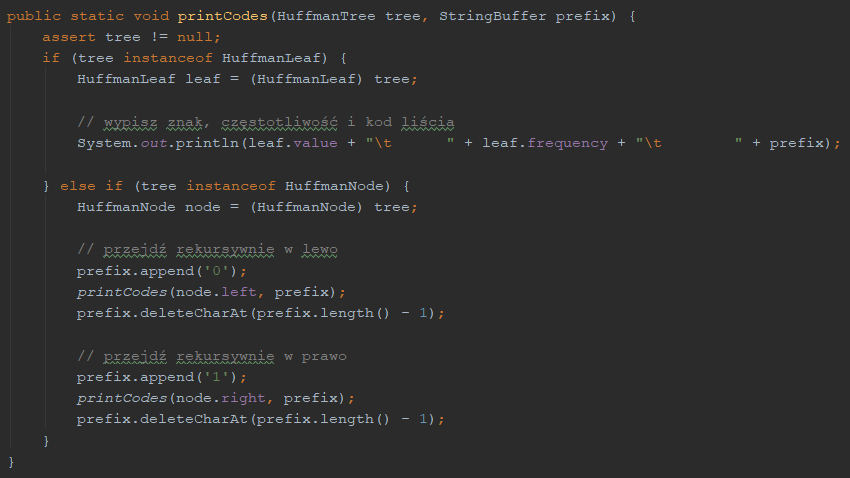 public static void printCodes(HuffmanTree tree, StringBuffer prefix) {
    assert tree != null;
    if (tree instanceof HuffmanLeaf) {
        HuffmanLeaf leaf = (HuffmanLeaf) tree;

        // wypisz znak, częstotliwość i kod liścia
        System.out.println(leaf.value + "\t      " + leaf.frequency + "\t        " + prefix);

    } else if (tree instanceof HuffmanNode) {
        HuffmanNode node = (HuffmanNode) tree;

        // przejdź rekursywnie w lewo
        prefix.append('0');
        printCodes(node.left, prefix);
        prefix.deleteCharAt(prefix.length() - 1);

        // przejdź rekursywnie w prawo
        prefix.append('1');
        printCodes(node.right, prefix);
        prefix.deleteCharAt(prefix.length() - 1);
    }
}